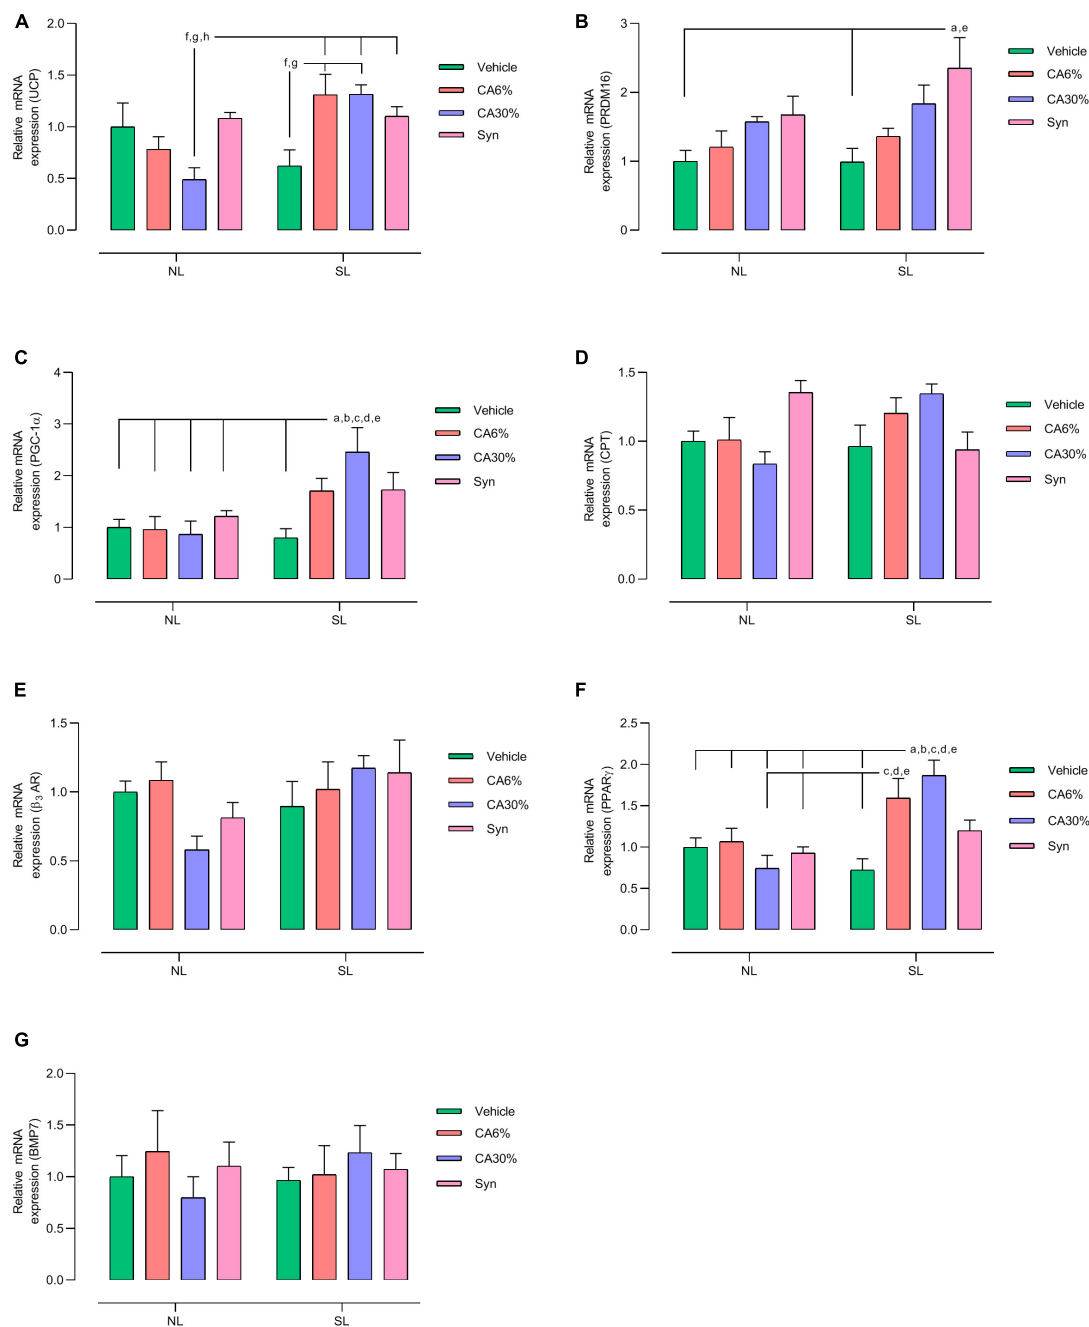 A
Relative mRNA
expression (UCP)
2.0
1.5
1.0
0.5
0.0
f,g,h
f,g
NL
SL
Vehicle
CA6%
CA30%
Syn
B
Relative mRNA
expression (PRDM16)
3
2
1
0
a,e
NL
SL
Vehicle
CA6%
CA30%
Syn
C
Relative mRNA
expression (PGC-1α)
4
3
2
1
0
a,b,c,d,e
NL
SL
Vehicle
CA6%
CA30%
Syn
D
Relative mRNA
expression (CPT)
1.5
1.0
0.5
0.0
NL
SL
Vehicle
CA6%
CA30%
Syn
E
Relative mRNA
expression (β3 AR)
1.5
1.0
0.5
0.0
NL
SL
Vehicle
CA6%
CA30%
Syn
F
Relative mRNA
expression (PPARγ)
2.5
2.0
1.5
1.0
0.5
0.0
a,b,c,d,e
c,d,e
NL
SL
Vehicle
CA6%
CA30%
Syn
G
Relative mRNA
expression (BMP7)
2.0
1.5
1.0
0.5
0.0
NL
SL
Vehicle
CA6%
CA30%
Syn